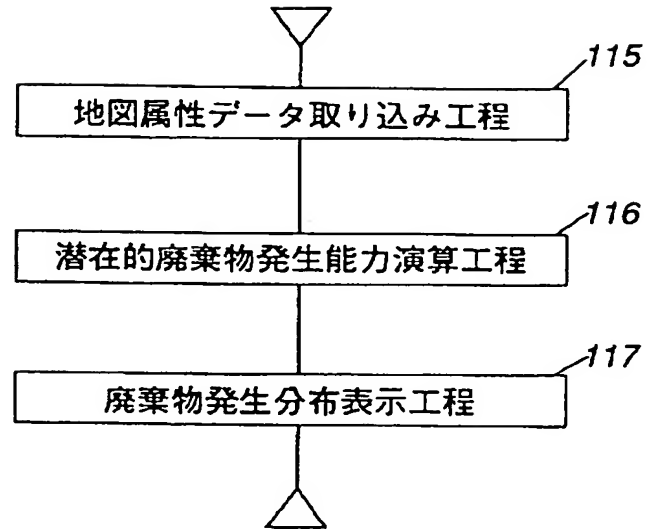 115
地図属性データ取り込み工程
116
潜在的廃棄物発生能力演算工程
117
廃棄物発生分布表示工程